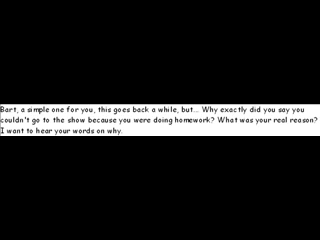 Bart, a simple one for you, this goes back a while, but... Why exactly did you say you
couldn't go to the show because you were doing homework? What was your real reason?
I want to hear your words on why.